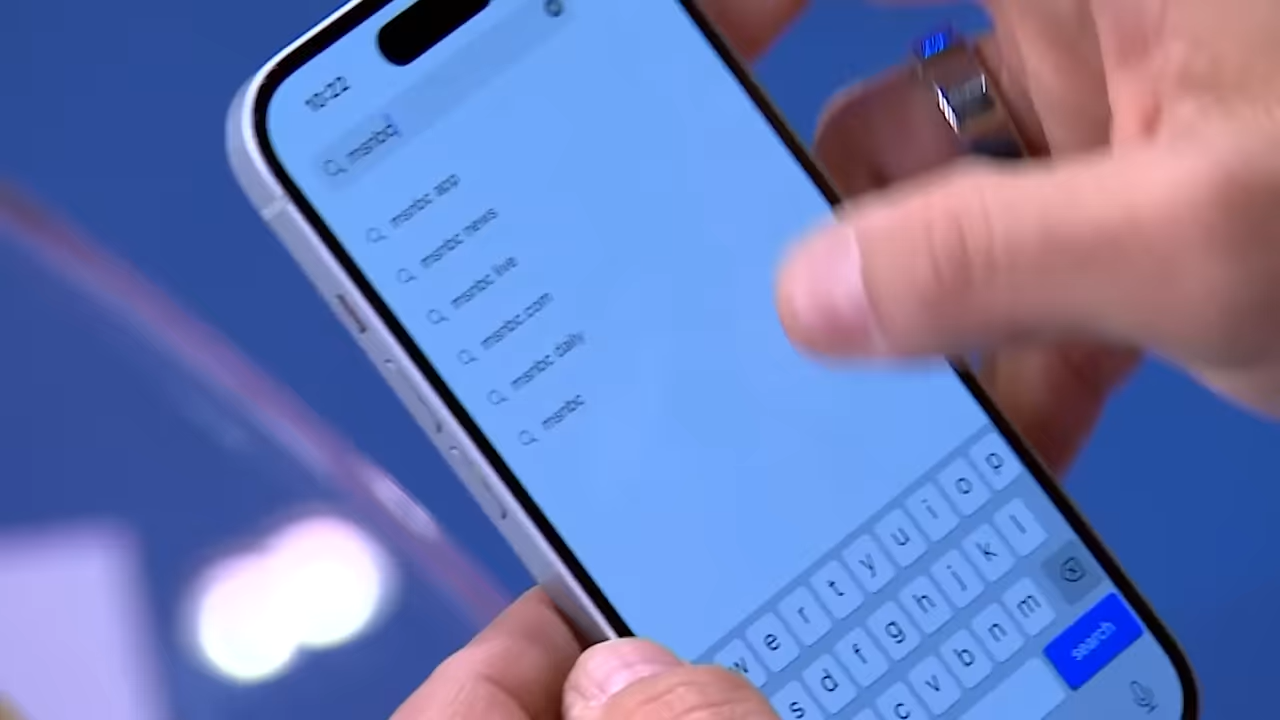 10:22
msnbc
msnbc app
msnbc news
msnbc live
msnbc.com
msnbc daily
msnbc
w e r t y u i o p
s d f g h j k l
c v b n m
search